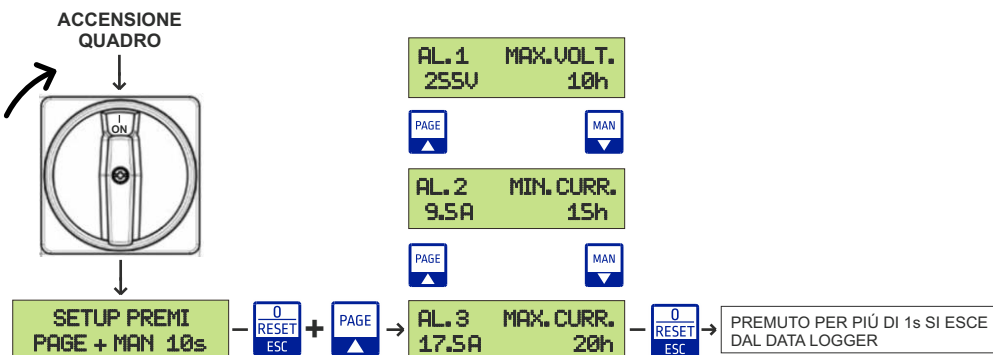 ACCENSIONE
QUADRO
I
ON
SETUP PREMI
PAGE + MAN 10s
0
RESET
ESC
+
PAGE
AL.1 MAX.VOLT.
255V 10h
PAGE
MAN
AL.2 MIN.CURR.
9.5A 15h
PAGE
MAN
AL.3 MAX.CURR.
17.5A 20h
0
RESET
ESC
PREMUTO PER PIÚ DI 1s SI ESCE
DAL DATA LOGGER